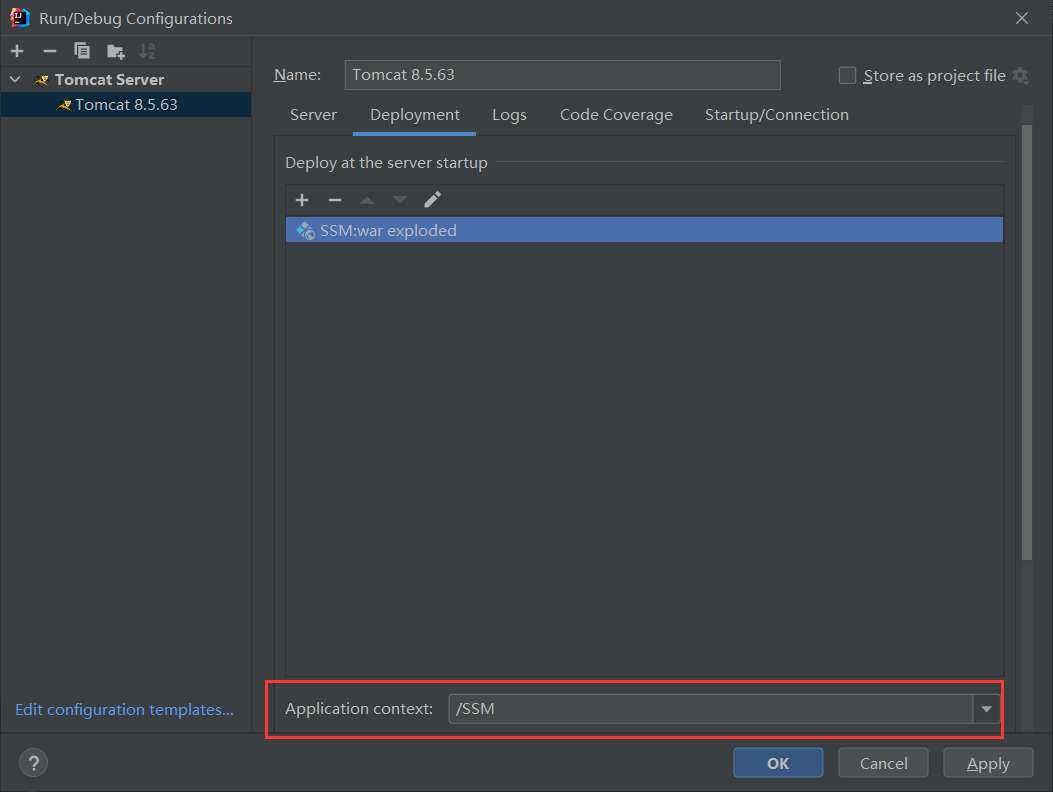 Run/Debug Configurations
Tomcat Server
Tomcat 8.5.63
Edit configuration templates...
Name: Tomcat 8.5.63 Store as project file
Server Deployment Logs Code Coverage Startup/Connection
Deploy at the server startup
SSM:war exploded
Application context: /SSM
? OK Cancel Apply